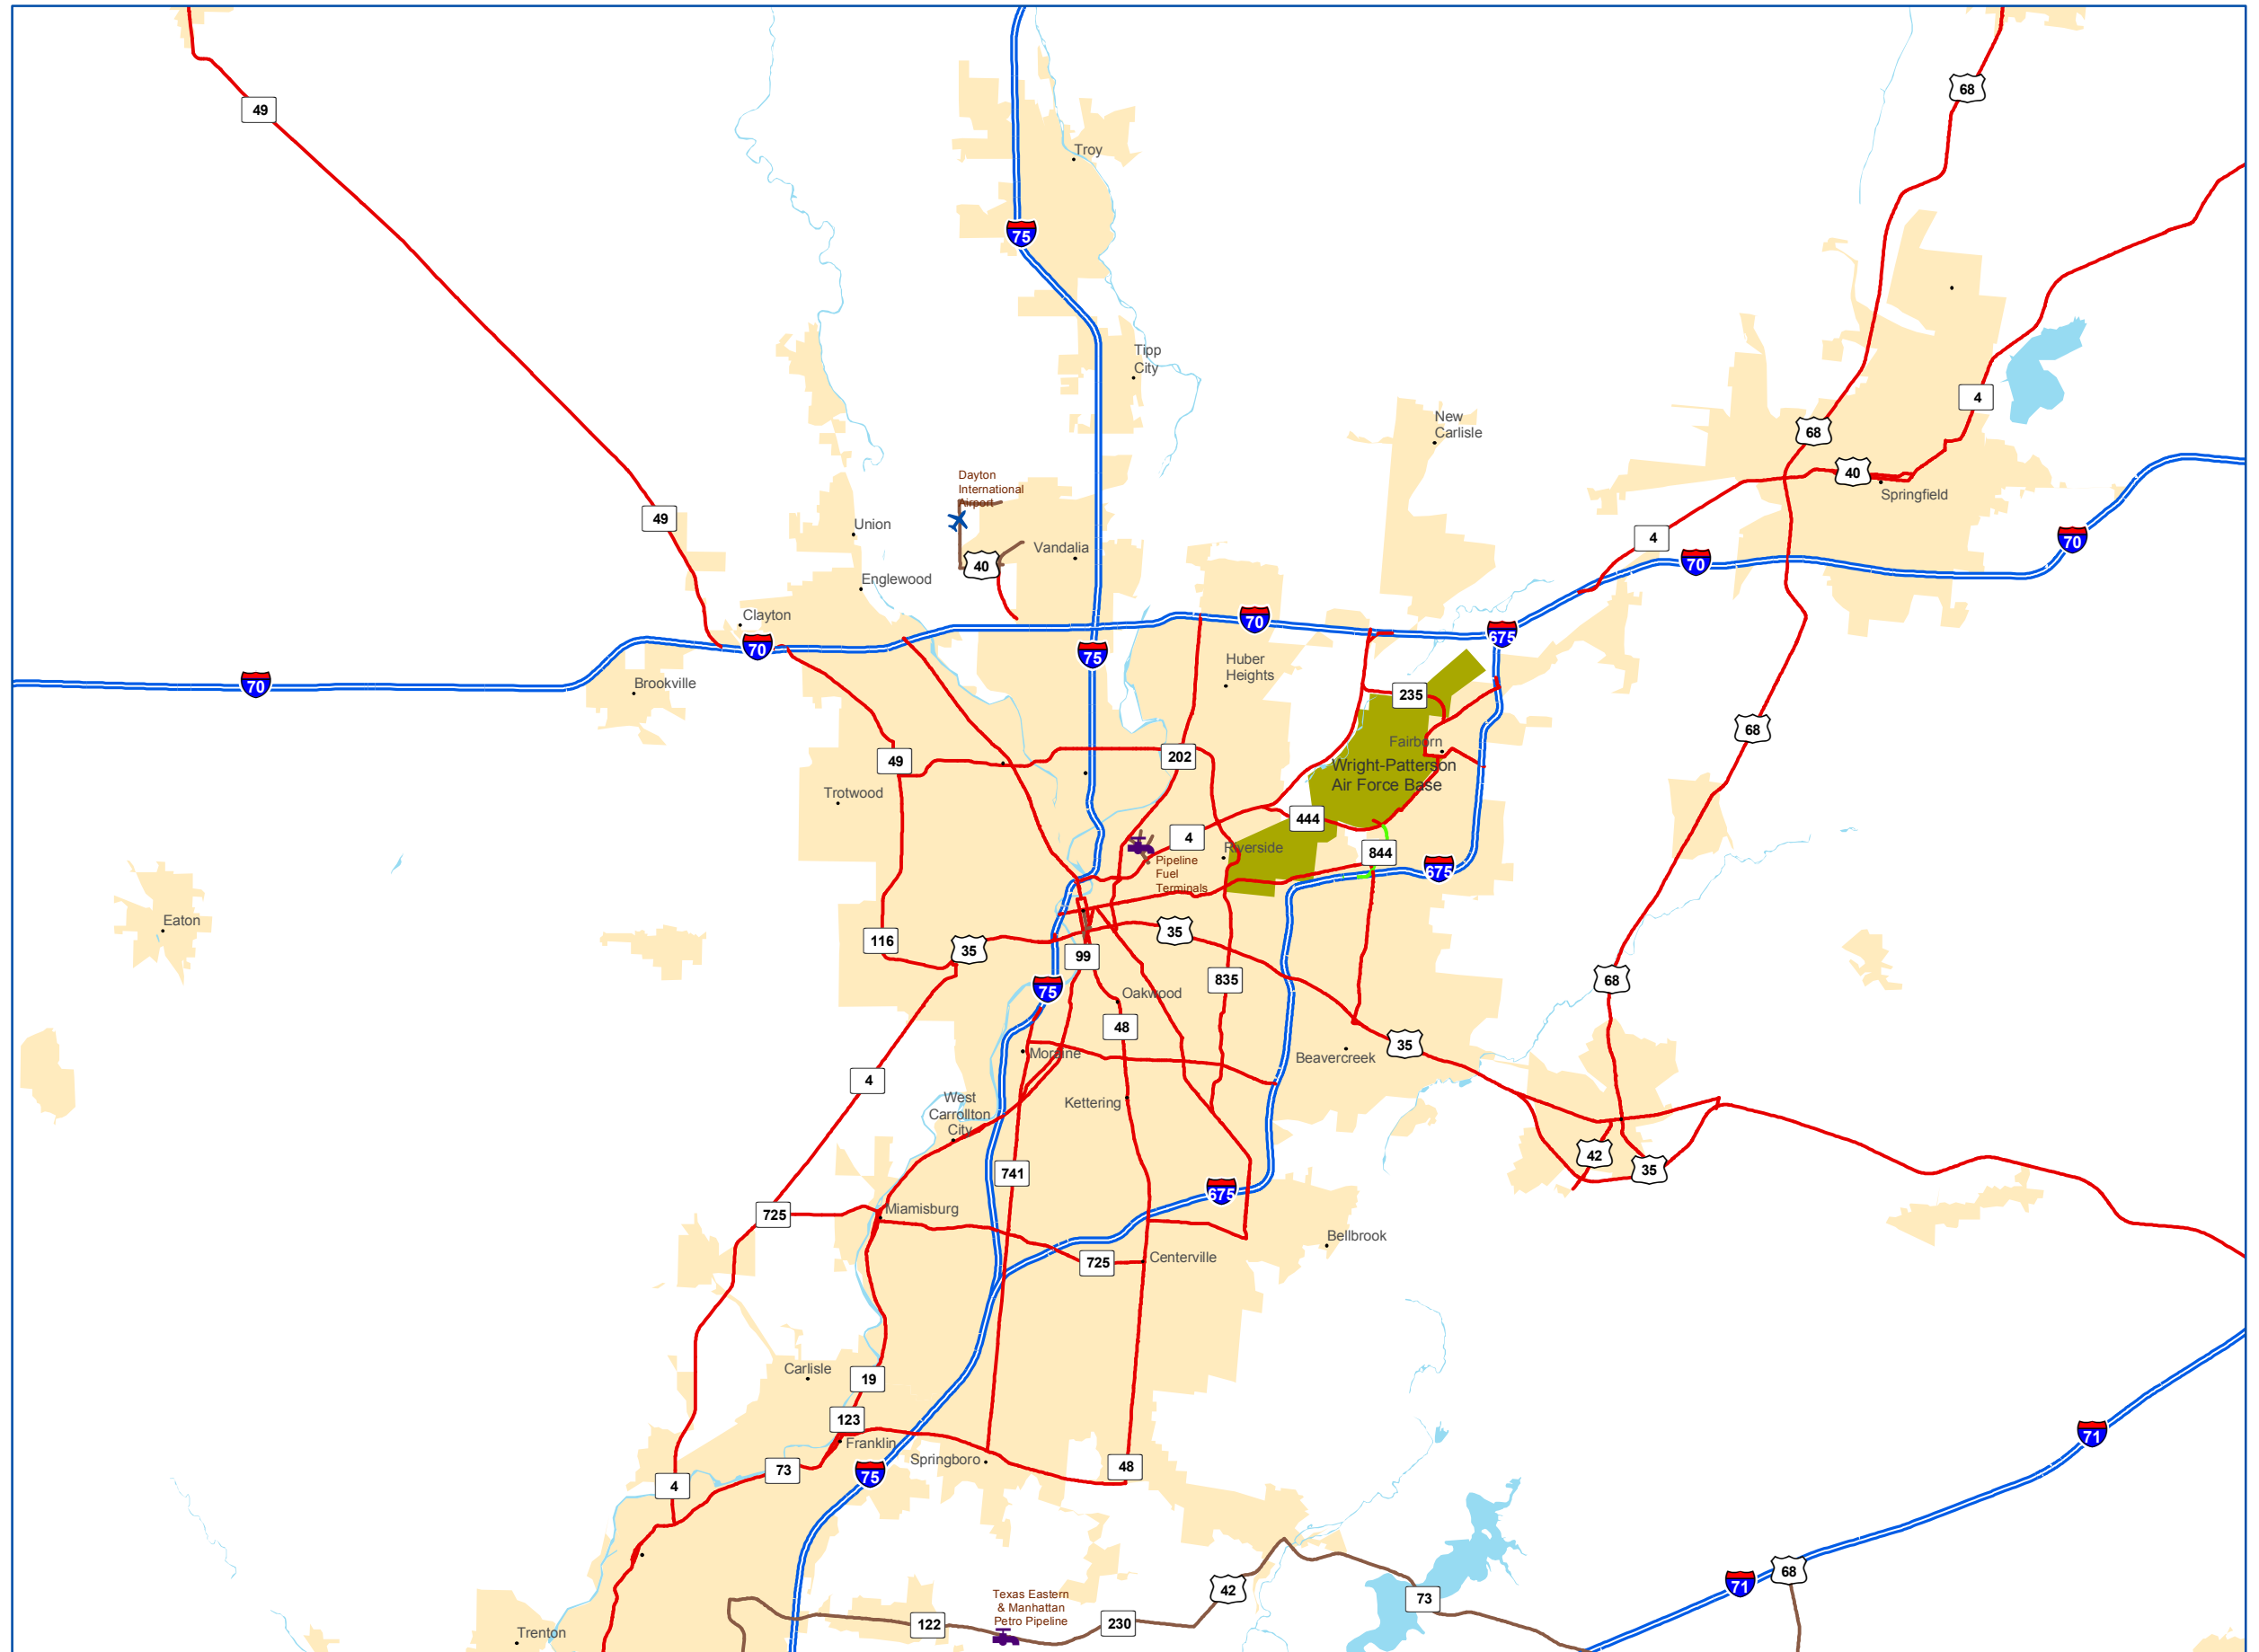 68
49
Troy
75
Tipp
City
4
New
Carlisle
68
40
Springfield
Dayton
International
Airport
49
Union
Vandalia
40
4
70
70
Englewood
Clayton
70
70
675
75
Huber
Heights
70
Brookville
235
68
Fairborn
49
202
Wright-Patterson
Air Force Base
Trotwood
444
4
Riverside
844
Pipeline
Fuel
Terminals
675
Eaton
116
35
35
99
835
68
75
Oakwood
48
Moraine
35
Beavercreek
4
West
Carrollton
City
Kettering
42
35
741
675
725
Miamisburg
Bellbrook
725
Centerville
Carlisle
19
123
Franklin
71
Springboro
48
73
75
4
Texas Eastern
& Manhattan
Petro Pipeline
42
73
71
68
122
230
Trenton